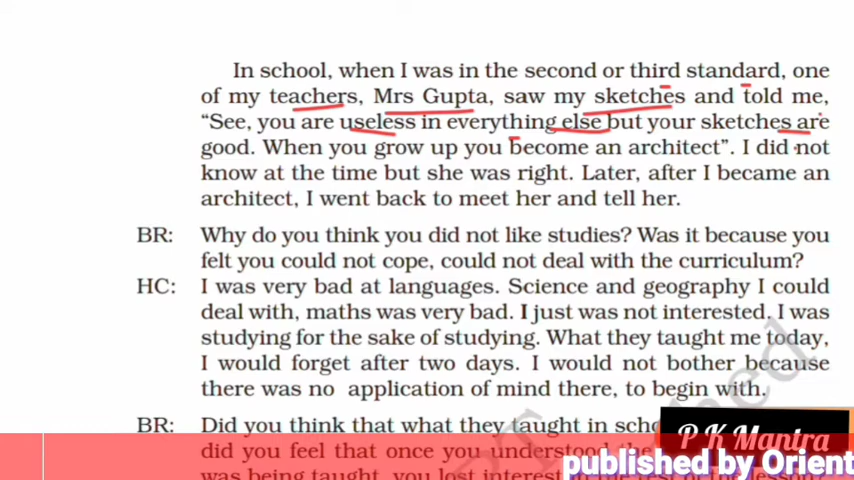 In school, when I was in the second or third standard, one
of my teachers, Mrs Gupta, saw my sketches and told me,
“See, you are useless in everything else but your sketches are
good. When you grow up you become an architect”. I did not
know at the time but she was right. Later, after I became an
architect, I went back to meet her and tell her.
BR: Why do you think you did not like studies? Was it because you
felt you could not cope, could not deal with the curriculum?
HC: I was very bad at languages. Science and geography I could
deal with, maths was very bad. I just was not interested. I was
studying for the sake of studying. What they taught me today,
I would forget after two days. I would not bother because
there was no application of mind there, to begin with.
BR: Did you think that what they taught in
P K Mantra
did you feel that once you understood
published by Orient
was being taught, you lost interest in the rest of the lesson?